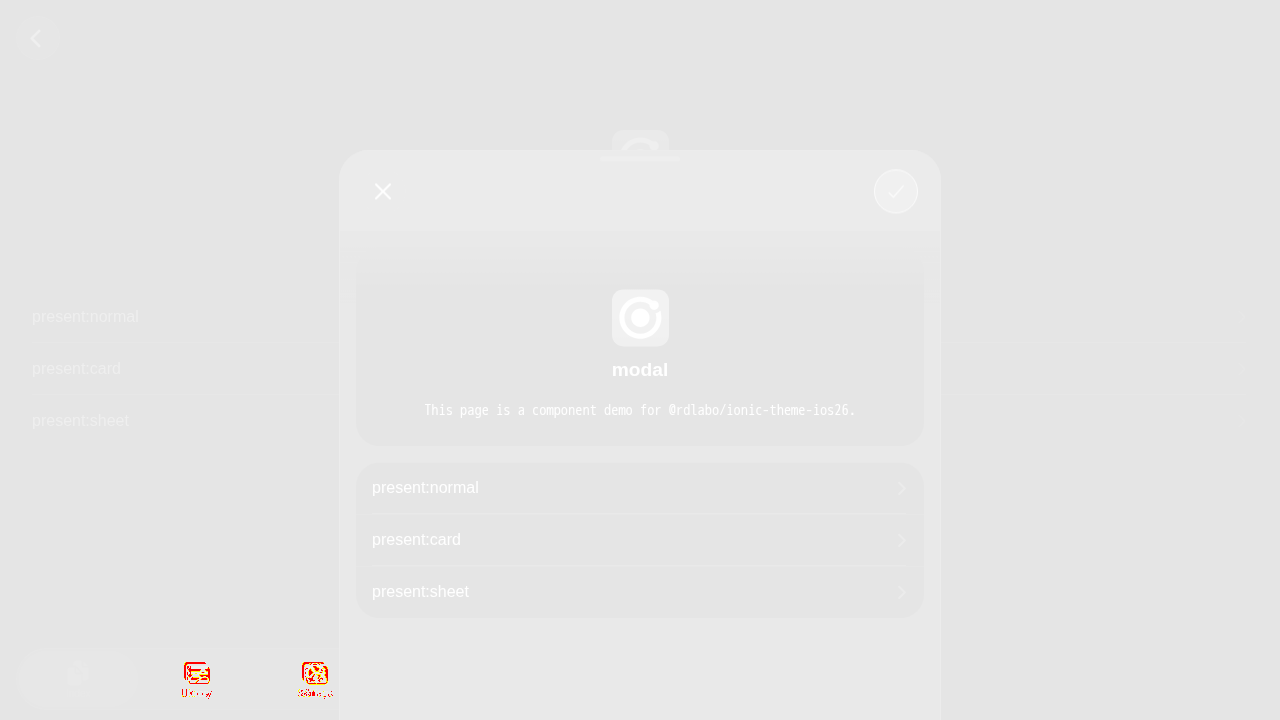 present:normal
present:card
present:sheet
modal
This page is a component demo for @rdlabo/ionic-theme-ios26.
present:normal
present:card
present:sheet